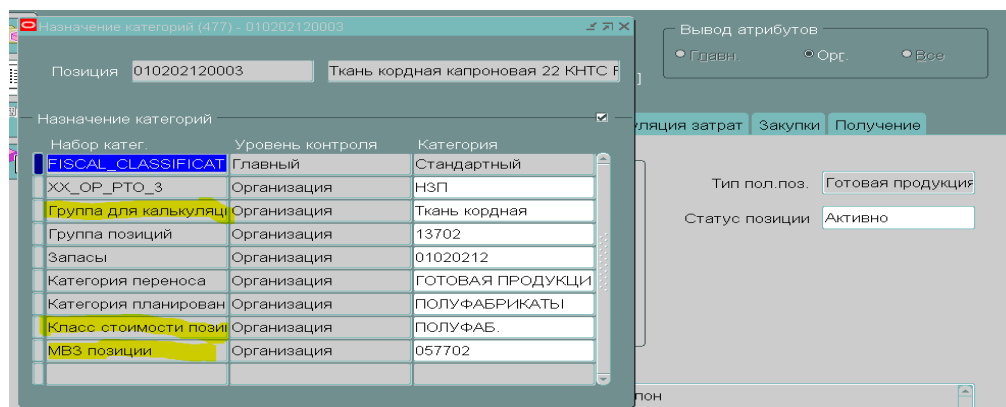 Назначение категорий (477) - 010202120003
Вывод атрибутов
Главн. Орг. Все
Позиция 010202120003 Ткань кордная капроновая 22 КНТС
]
Назначение категорий
уляция затрат Закупки Получение
Набор катег. Уровень контроля Категория
FISCAL_CLASSIFICAT Главный Стандартный
XX_OP_PTO_3 Организация НЗП
Тип пол.поз. Готовая продукция
Группа для калькуляц Организация Ткань кордная
Статус позиции Активно
Группа позиций Организация 13702
Запасы Организация 01020212
Категория переноса Организация ГОТОВАЯ ПРОДУКЦИ
Категория планирован Организация ПОЛУФАБРИКАТЫ
Класс стоимости пози Организация ПОЛУФАБ.
МВЗ позиции Организация 057702
лон